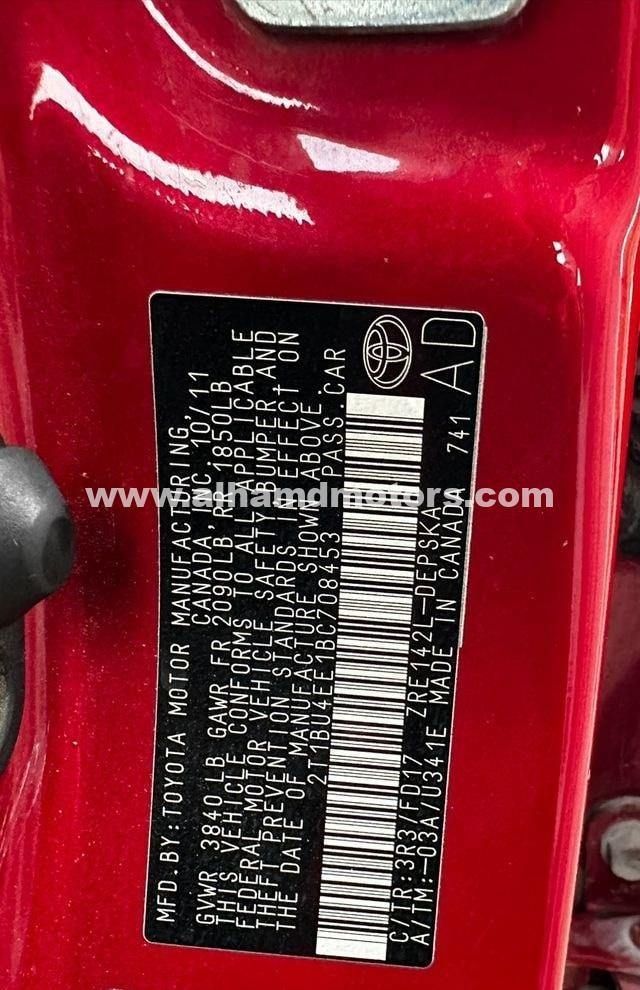 MFD.BY:TOYOTA MOTOR MANUFACTURING,
CANADA INC. 10/11
GVWR 3840 LB GAWR FR 2090LB RR 1850LB
THIS VEHICLE CONFORMS TO ALL APPLICABLE
FEDERAL MOTOR VEHICLE SAFETY, BUMPER, AND
THEFT PREVENTION STANDARDS IN EFFECT ON
THE DATE OF MANUFACTURE SHOWN ABOVE.
2T1BU4EE1BC708453 PASS.CAR
C/TR:3R3/FD17 ZRE142L-DEPSKA
A/TM:-03A/U341E MADE IN CANADA
741
AD
www.alhamdmotors.com